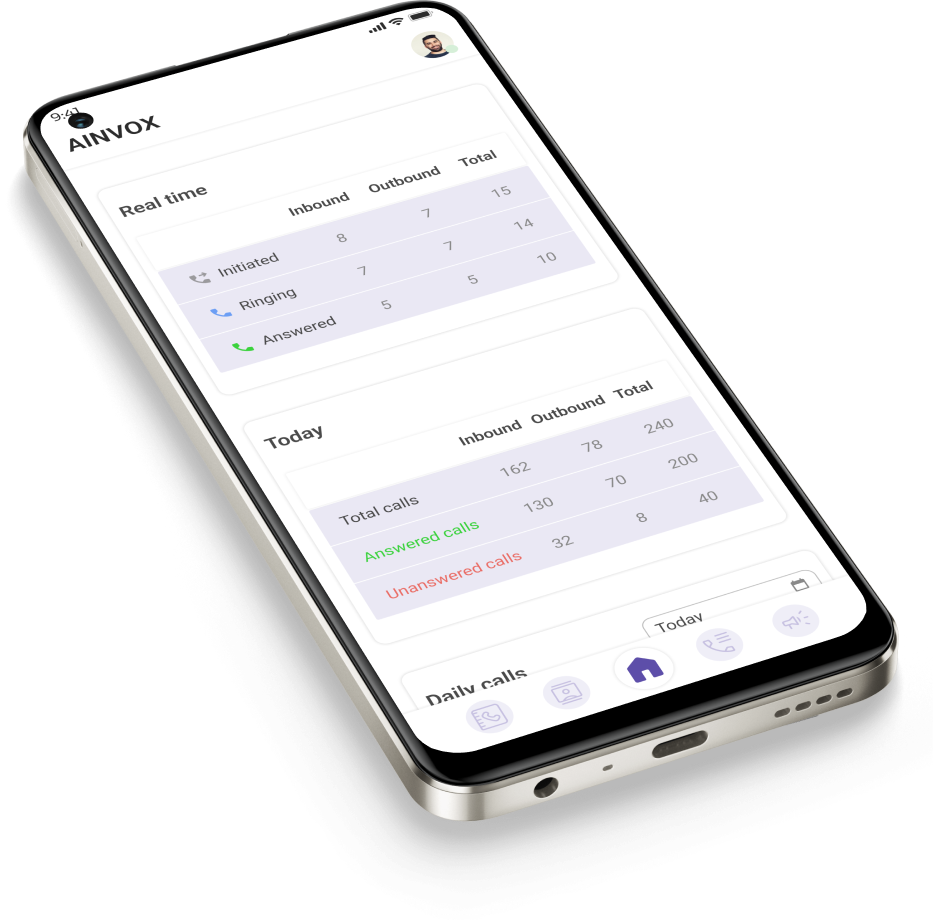 9:41
AINVOX
Real time
Inbound Outbound Total
Initiated 8 7 15
Ringing 7 7 14
Answered 5 5 10
Today
Inbound Outbound Total
Total calls 162 78 240
Answered calls 130 70 200
Unanswered calls 32 8 40
Daily calls
Today